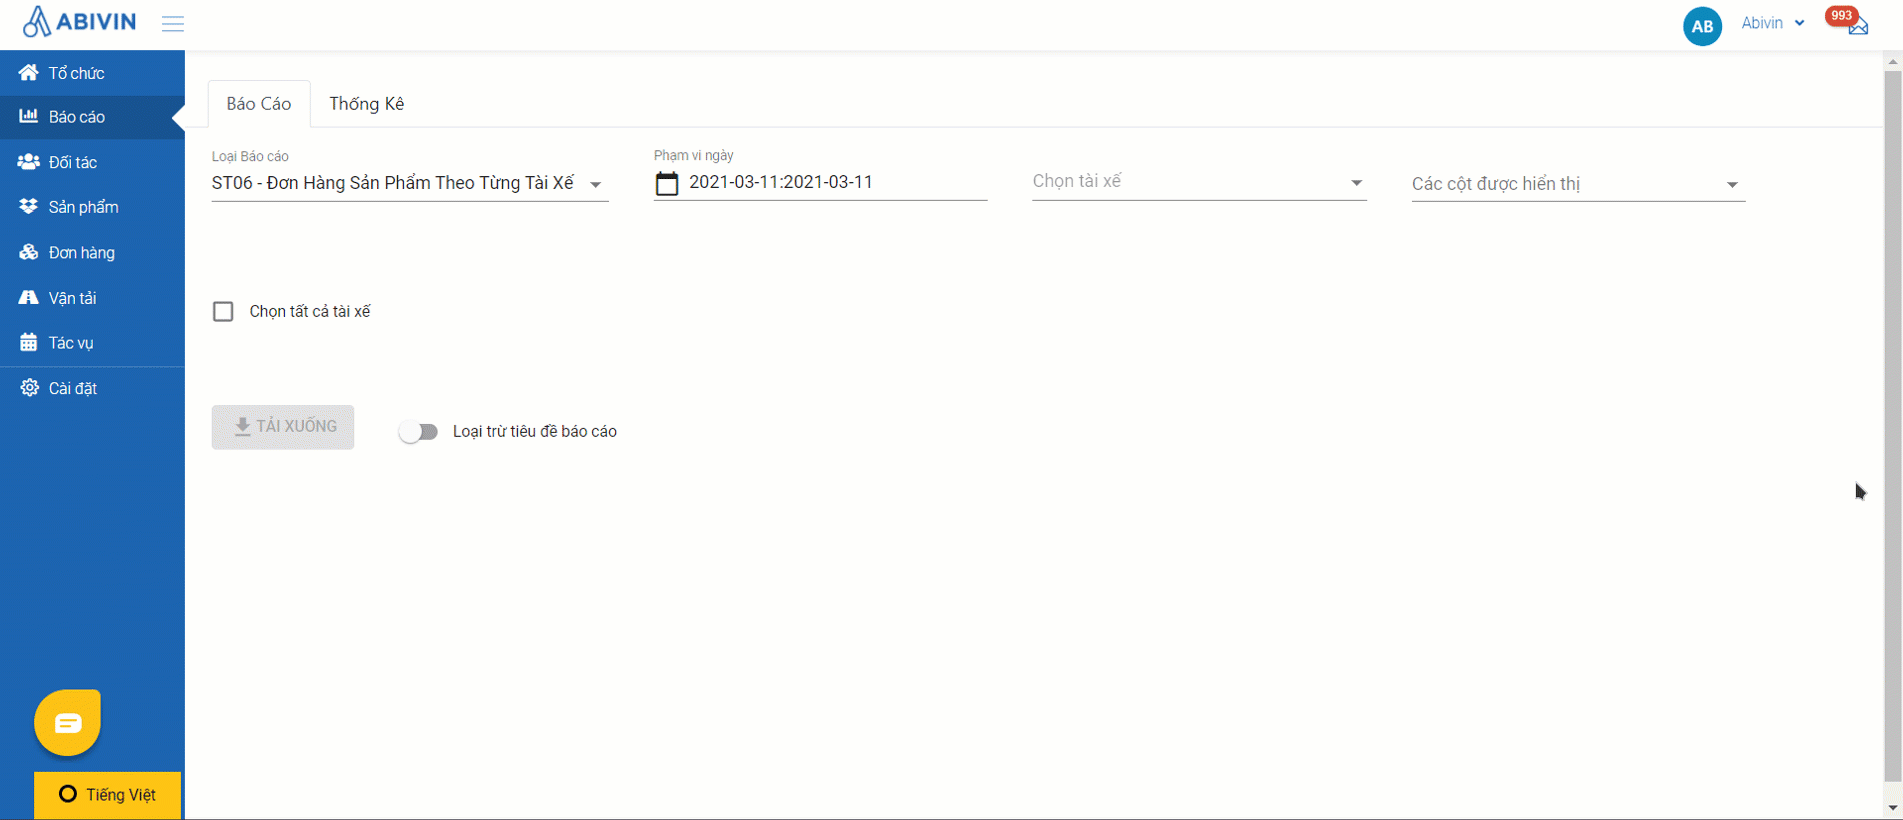 ABIVIN
AB
Abivin
993
Tổ chức
Báo cáo
Đối tác
Sản phẩm
Đơn hàng
Vận tải
Tác vụ
Cài đặt
Tiếng Việt
Báo Cáo
Thống Kê
Loại Báo cáo
ST06 - Đơn Hàng Sản Phẩm Theo Từng Tài Xế
Phạm vi ngày
2021-03-11:2021-03-11
Chọn tài xế
Các cột được hiển thị
Chọn tất cả tài xế
TẢI XUỐNG
Loại trừ tiêu đề báo cáo